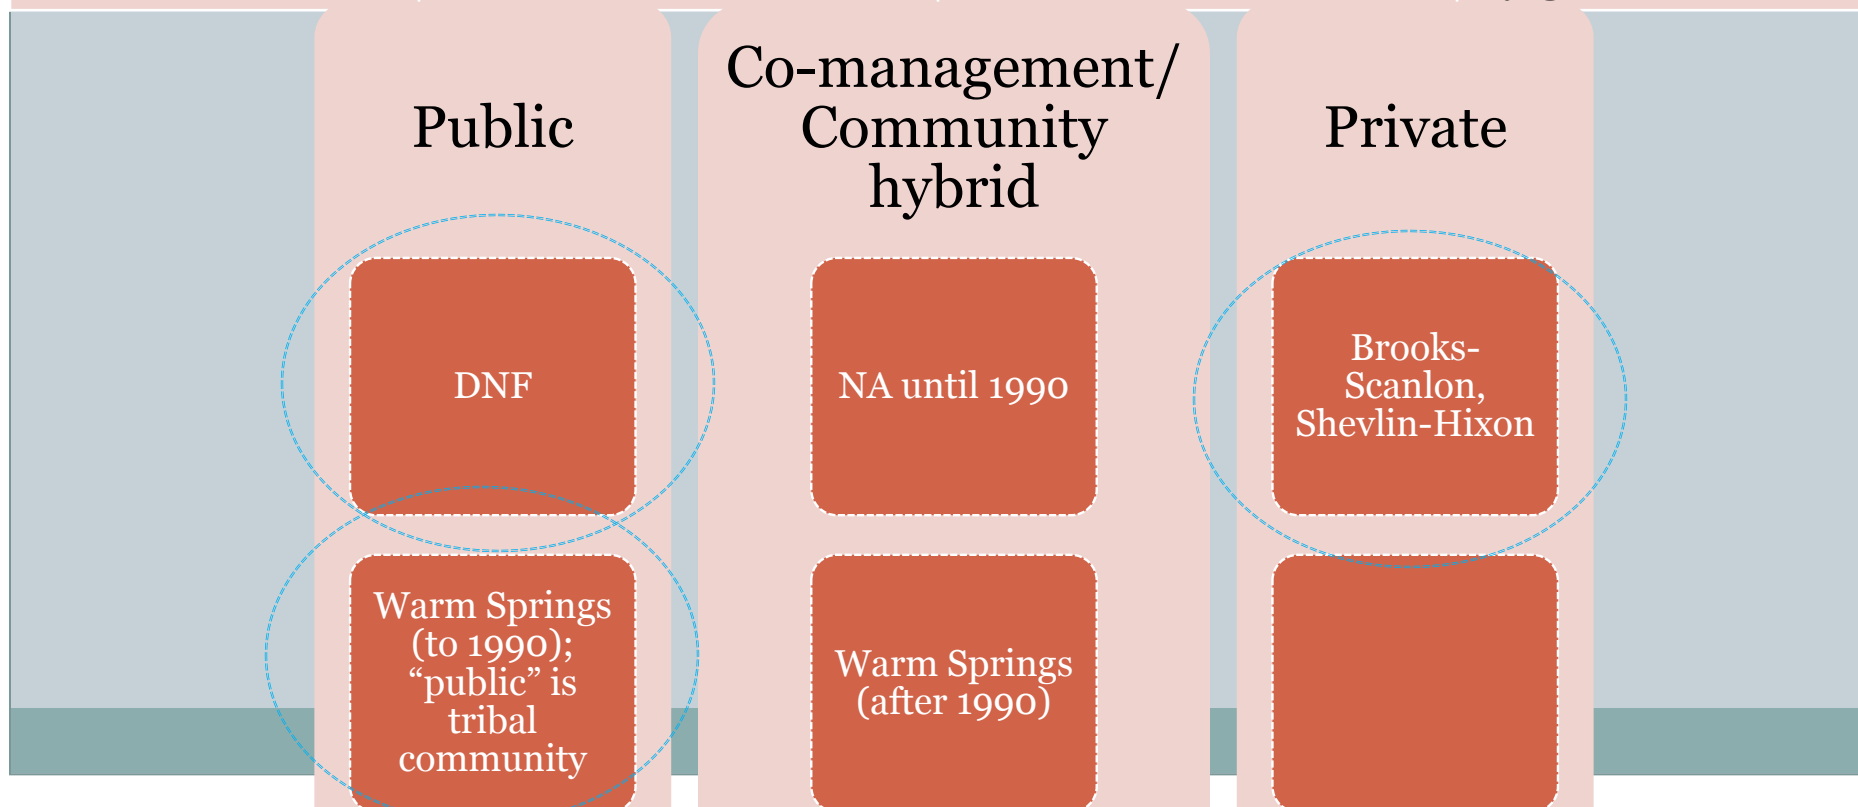 Public
Co-management/
Community
hybrid
Private
DNF
NA until 1990
Brooks-
Scanlon,
Shevlin-Hixon
Warm Springs
(to 1990);
“public” is
tribal
community
Warm Springs
(after 1990)